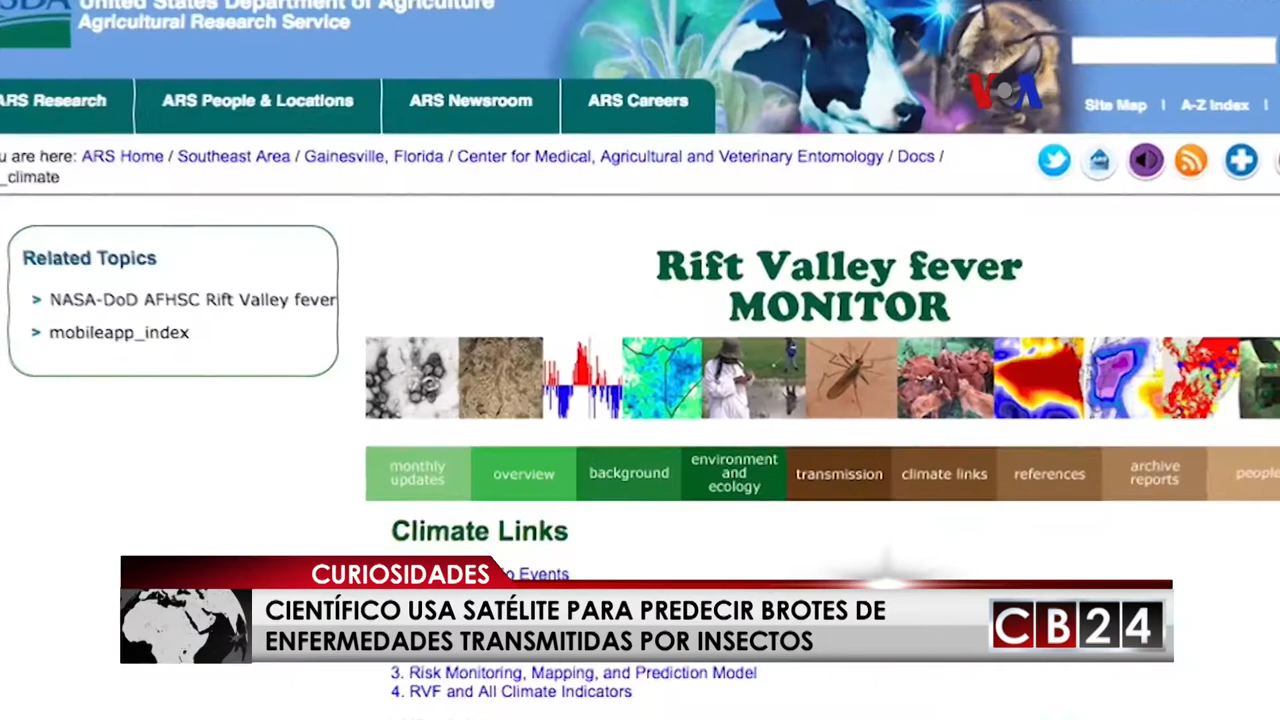 United States Department of Agriculture
Agricultural Research Service
ARS Research
ARS People & Locations
ARS Newsroom
ARS Careers
VOA
Site Map | A-Z Index |
ARS Home / Southeast Area / Gainesville, Florida / Center for Medical, Agricultural and Veterinary Entomology / Docs /
_climate
Related Topics
> NASA-DoD AFHSC Rift Valley fever
> mobileapp_index
Rift Valley fever
MONITOR
monthly
updates
overview
background
environment
and
ecology
transmission
climate links
references
archive
reports
people
Climate Links
Events
CURIOSIDADES
CIENTÍFICO USA SATÉLITE PARA PREDECIR BROTES DE
ENFERMEDADES TRANSMITIDAS POR INSECTOS
CB24
3. Risk Monitoring, Mapping, and Prediction Model
4. RVF and All Climate Indicators